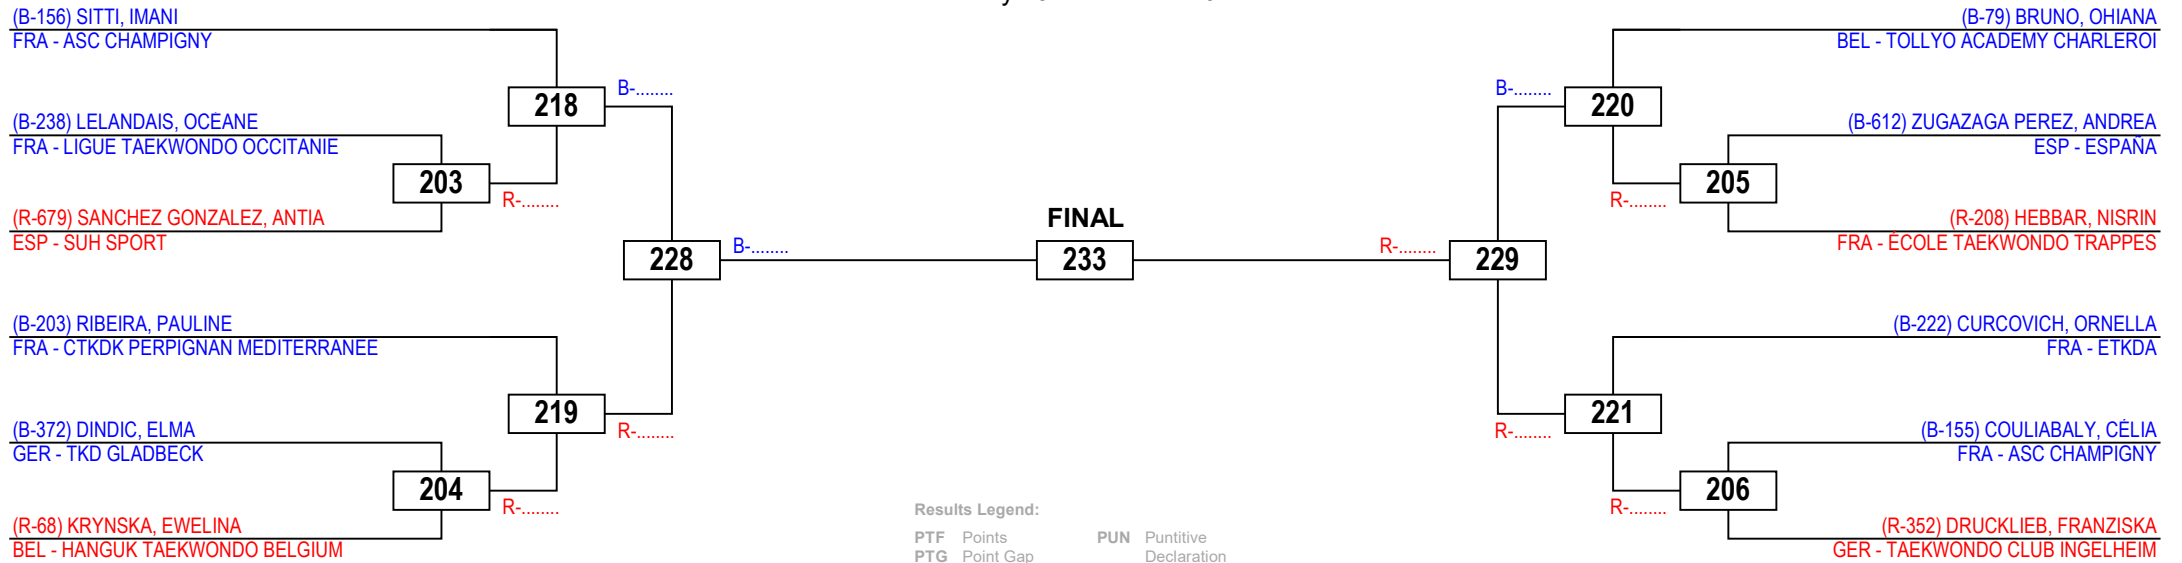 (B-156) SITTI, IMANI
FRA - ASC CHAMPIGNY
(B-238) LELANDAIS, OCÉANE
FRA - LIGUE TAEKWONDO OCCITANIE
(R-679) SANCHEZ GONZALEZ, ANTIA
ESP - SUH SPORT
(B-203) RIBEIRA, PAULINE
FRA - CTKDK PERPIGNAN MEDITERRANEE
(B-372) DINDIC, ELMA
GER - TKD GLADBECK
(R-68) KRYNSKA, EWELINA
BEL - HANGUK TAEKWONDO BELGIUM
203
R-........
204
R-........
218
B-........
219
R-........
228
B-........
FINAL
233
R-........
229
B-........
220
R-........
221
R-........
205
R-........
206
(B-79) BRUNO, OHIANA
BEL - TOLLYO ACADEMY CHARLEROI
(B-612) ZUGAZAGA PEREZ, ANDREA
ESP - ESPAÑA
(R-208) HEBBAR, NISRIN
FRA - ÉCOLE TAEKWONDO TRAPPES
(B-222) CURCOVICH, ORNELLA
FRA - ETKDA
(B-155) COULIABALY, CÉLIA
FRA - ASC CHAMPIGNY
(R-352) DRUCKLIEB, FRANZISKA
GER - TAEKWONDO CLUB INGELHEIM
Results Legend:
PTF Points
PTG Point Gap
PUN Puntitive
Declaration